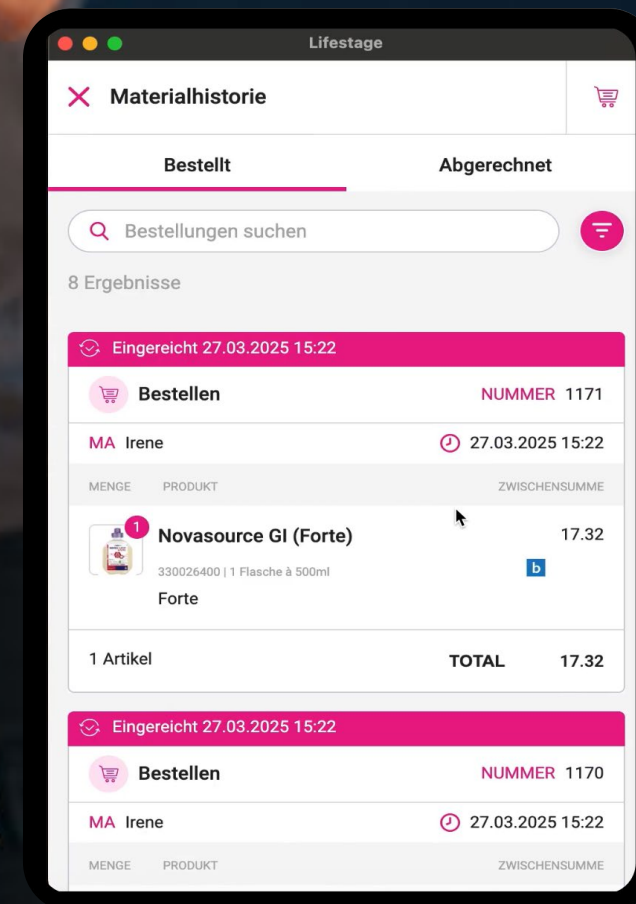 Lifestage
Materialhistorie
Bestellt Abgerechnet
Bestellungen suchen
8 Ergebnisse
Eingereicht 27.03.2025 15:22
Bestellen NUMMER 1171
MA Irene 27.03.2025 15:22
MENGE PRODUKT ZWISCHENSUMME
1 Novasource GI (Forte) 17.32
330026400 | 1 Flasche à 500ml b
Forte
1 Artikel TOTAL 17.32
Eingereicht 27.03.2025 15:22
Bestellen NUMMER 1170
MA Irene 27.03.2025 15:22
MENGE PRODUKT ZWISCHENSUMME